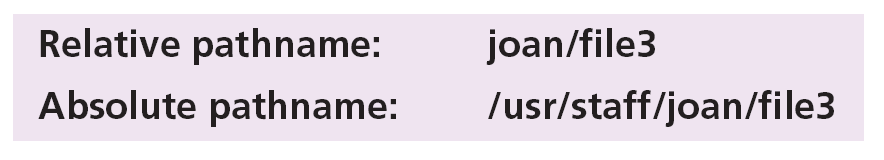 Relative pathname: joan/file3
Absolute pathname: /usr/staff/joan/file3